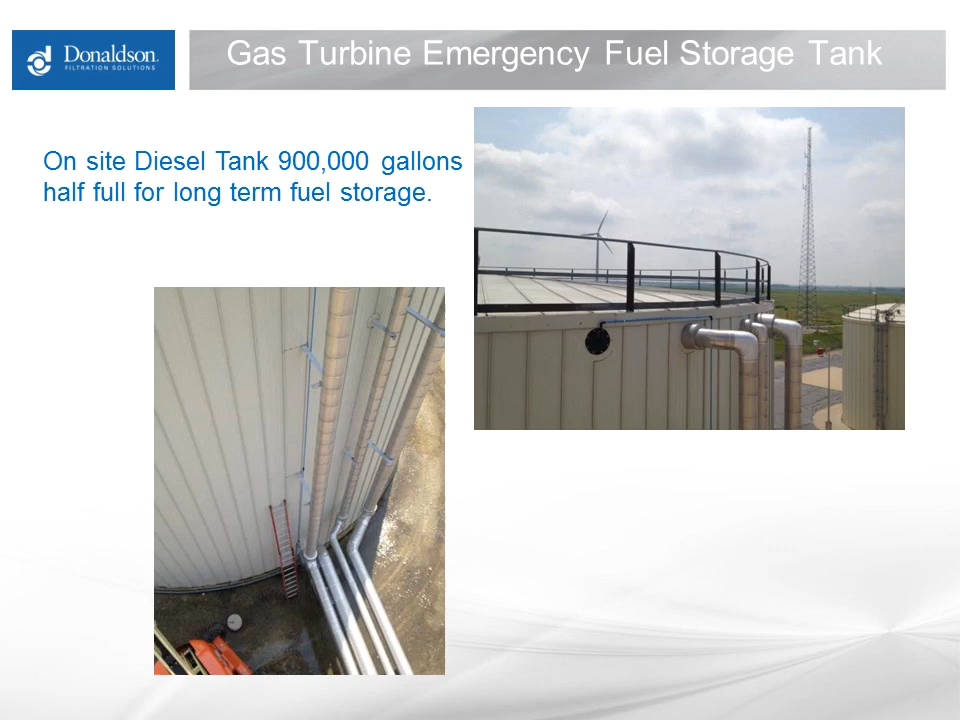 Donaldson.
FILTRATION SOLUTIONS
Gas Turbine Emergency Fuel Storage Tank
On site Diesel Tank 900,000 gallons
half full for long term fuel storage.